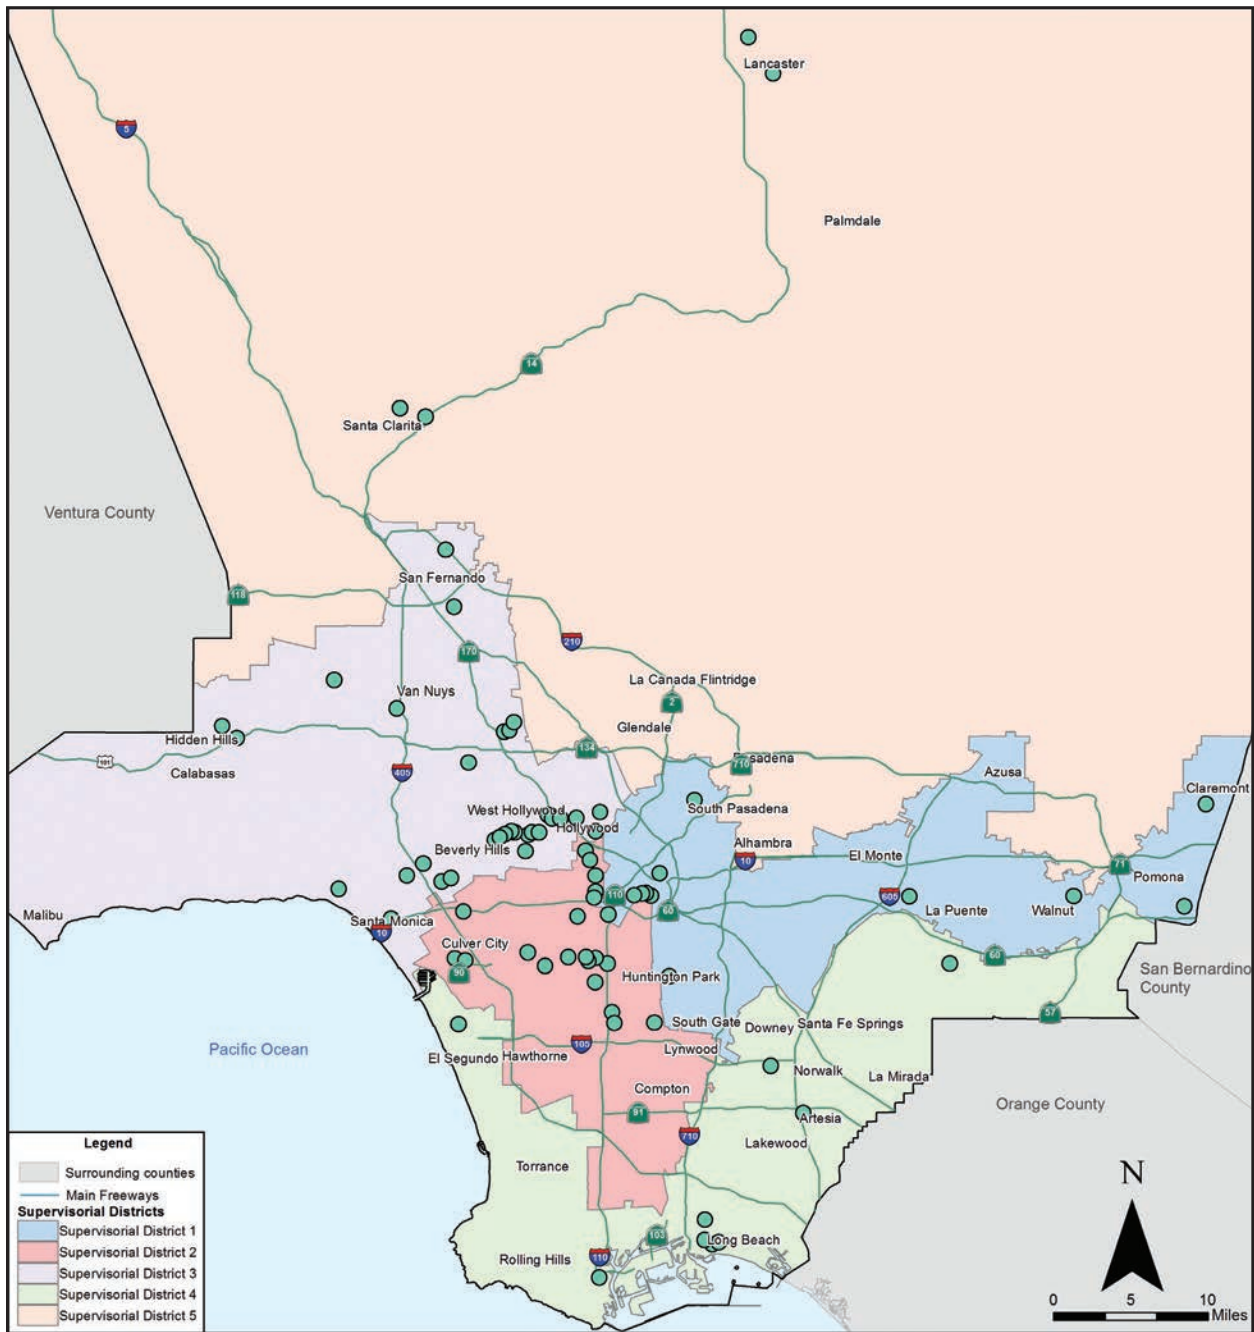 Lancaster
5
Palmdale
14
Santa Clarita
Ventura County
San Fernando
118
210
170
La Canada Flintridge
Van Nuys
2
Glendale
Hidden Hills
134
Pasadena
710
101
Calabasas
405
Azusa
Claremont
West Hollywood
South Pasadena
Hollywood
Alhambra
Beverly Hills
10
El Monte
71
Pomona
110
605
Malibu
Santa Monica
60
La Puente
Walnut
10
Culver City
90
60
Huntington Park
San Bernardino
County
57
South Gate
Downey
Santa Fe Springs
Pacific Ocean
El Segundo
Hawthorne
105
Lynwood
Norwalk
La Mirada
Compton
Orange County
91
Artesia
710
Lakewood
Torrance
N
103
Long Beach
Rolling Hills
110
Legend
Surrounding counties
Main Freeways
Supervisorial Districts
Supervisorial District 1
Supervisorial District 2
Supervisorial District 3
Supervisorial District 4
Supervisorial District 5
0 5 10
Miles